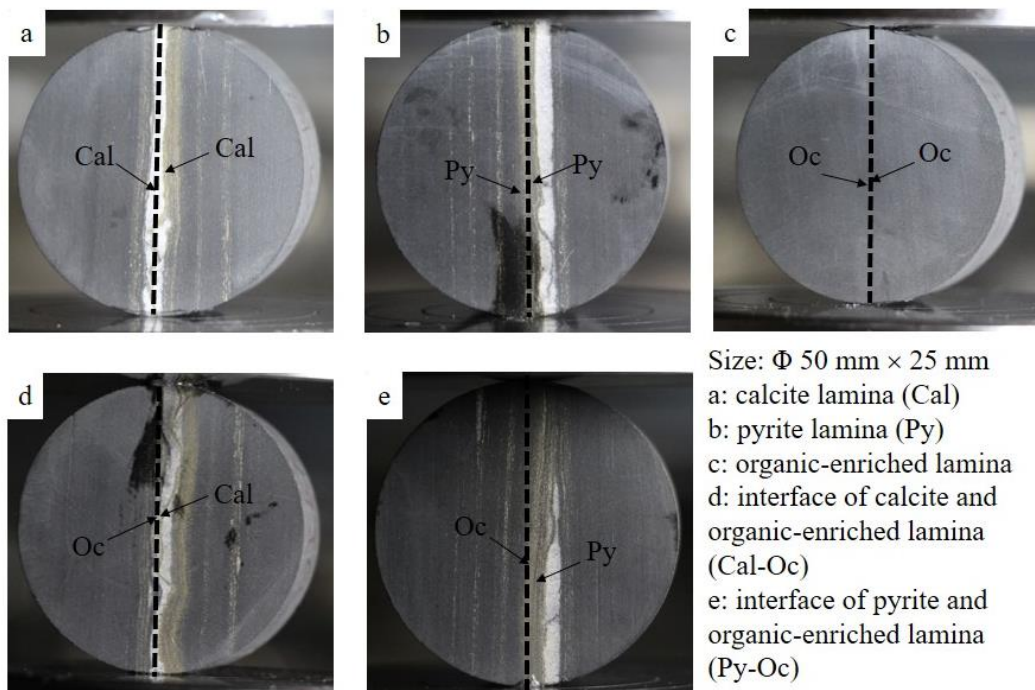 a
Cal
Cal
b
Py
Py
c
Oc
Oc
d
Cal
Oc
e
Oc
Py
Size: Φ 50 mm × 25 mm
a: calcite lamina (Cal)
b: pyrite lamina (Py)
c: organic-enriched lamina
d: interface of calcite and
organic-enriched lamina
(Cal-Oc)
e: interface of pyrite and
organic-enriched lamina
(Py-Oc)